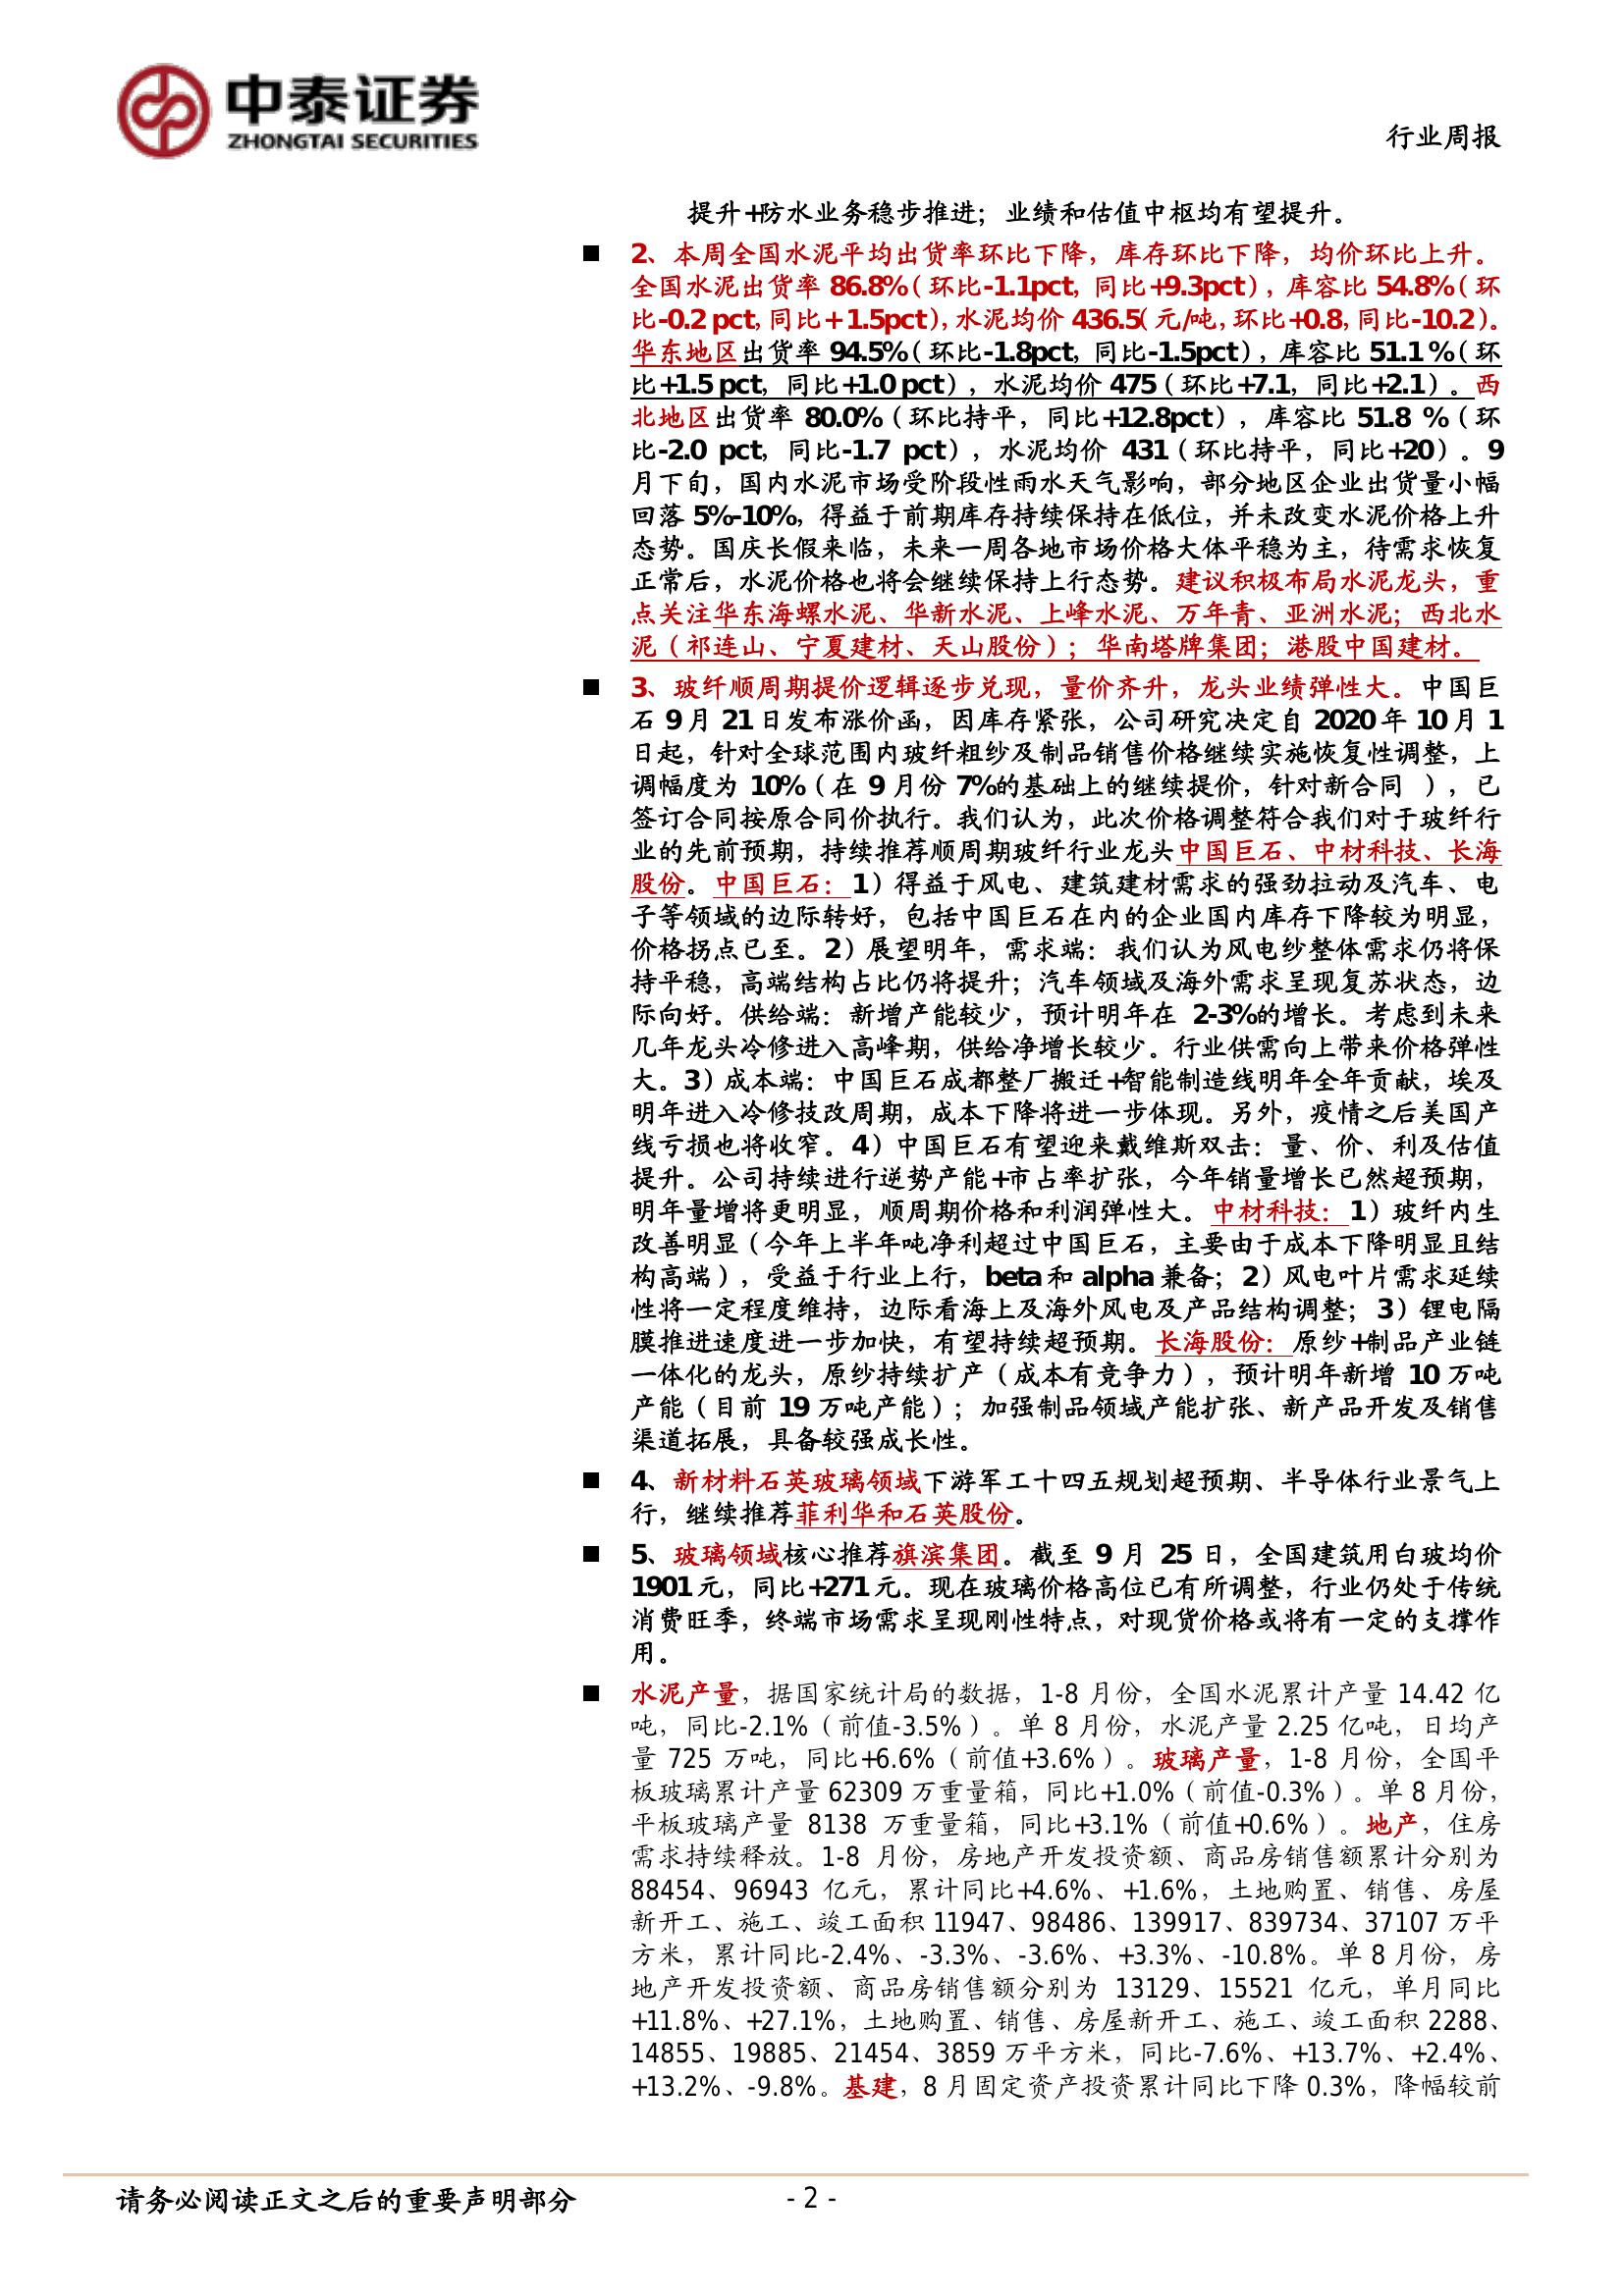 中泰证券
ZHONGTAI SECURITIES
行业周报
提升+防水业务稳步推进；业绩和估值中枢均有望提升。
■ 2、本周全国水泥平均出货率环比下降，库存环比下降，均价环比上升。
全国水泥出货率 86.8%（环比-1.1pct，同比+9.3pct），库容比 54.8%（环
比-0.2 pct，同比+ 1.5pct），水泥均价 436.5（元/吨，环比+0.8，同比-10.2）。
华东地区出货率 94.5%（环比-1.8pct，同比-1.5pct），库容比 51.1 %（环
比+1.5 pct，同比+1.0 pct），水泥均价 475（环比+7.1，同比+2.1）。西
北地区出货率 80.0%（环比持平，同比+12.8pct），库容比 51.8 %（环
比-2.0 pct，同比-1.7 pct），水泥均价 431（环比持平，同比+20）。9
月下旬，国内水泥市场受阶段性雨水天气影响，部分地区企业出货量小幅
回落 5%-10%，得益于前期库存持续保持在低位，并未改变水泥价格上升
态势。国庆长假来临，未来一周各地市场价格大体平稳为主，待需求恢复
正常后，水泥价格也将会继续保持上行态势。建议积极布局水泥龙头，重
点关注华东海螺水泥、华新水泥、上峰水泥、万年青、亚洲水泥；西北水
泥（祁连山、宁夏建材、天山股份）；华南塔牌集团；港股中国建材。
■ 3、玻纤顺周期提价逻辑逐步兑现，量价齐升，龙头业绩弹性大。中国巨
石 9 月 21 日发布涨价函，因库存紧张，公司研究决定自 2020 年 10 月 1
日起，针对全球范围内玻纤粗纱及制品销售价格继续实施恢复性调整，上
调幅度为 10%（在 9 月份 7%的基础上的继续提价，针对新合同 ），已
签订合同按原合同价执行。我们认为，此次价格调整符合我们对于玻纤行
业的先前预期，持续推荐顺周期玻纤行业龙头中国巨石、中材科技、长海
股份。中国巨石：1）得益于风电、建筑建材需求的强劲拉动及汽车、电
子等领域的边际转好，包括中国巨石在内的企业国内库存下降较为明显，
价格拐点已至。2）展望明年，需求端：我们认为风电纱整体需求仍将保
持平稳，高端结构占比仍将提升；汽车领域及海外需求呈现复苏状态，边
际向好。供给端：新增产能较少，预计明年在 2-3%的增长。考虑到未来
几年龙头冷修进入高峰期，供给净增长较少。行业供需向上带来价格弹性
大。3）成本端：中国巨石成都整厂搬迁+智能制造线明年全年贡献，埃及
明年进入冷修技改周期，成本下降将进一步体现。另外，疫情之后美国产
线亏损也将收窄。4）中国巨石有望迎来戴维斯双击：量、价、利及估值
提升。公司持续进行逆势产能+市占率扩张，今年销量增长已然超预期，
明年量增将更明显，顺周期价格和利润弹性大。中材科技：1）玻纤内生
改善明显（今年上半年吨净利超过中国巨石，主要由于成本下降明显且结
构高端），受益于行业上行，beta 和 alpha 兼备；2）风电叶片需求延续
性将一定程度维持，边际看海上及海外风电及产品结构调整；3）锂电隔
膜推进速度进一步加快，有望持续超预期。长海股份：原纱+制品产业链
一体化的龙头，原纱持续扩产（成本有竞争力），预计明年新增 10 万吨
产能（目前 19 万吨产能）；加强制品领域产能扩张、新产品开发及销售
渠道拓展，具备较强成长性。
■ 4、新材料石英玻璃领域下游军工十四五规划超预期、半导体行业景气上
行，继续推荐菲利华和石英股份。
■ 5、玻璃领域核心推荐旗滨集团。截至 9 月 25 日，全国建筑用白玻均价
1901 元，同比+271 元。现在玻璃价格高位已有所调整，行业仍处于传统
消费旺季，终端市场需求呈现刚性特点，对现货价格或将有一定的支撑作
用。
■ 水泥产量，据国家统计局的数据，1-8 月份，全国水泥累计产量 14.42 亿
吨，同比-2.1%（前值-3.5%）。单 8 月份，水泥产量 2.25 亿吨，日均产
量 725 万吨，同比+6.6%（前值+3.6%）。玻璃产量，1-8 月份，全国平
板玻璃累计产量 62309 万重量箱，同比+1.0%（前值-0.3%）。单 8 月份，
平板玻璃产量 8138 万重量箱，同比+3.1%（前值+0.6%）。地产，住房
需求持续释放。1-8 月份，房地产开发投资额、商品房销售额累计分别为
88454、96943 亿元，累计同比+4.6%、+1.6%，土地购置、销售、房屋
新开工、施工、竣工面积 11947、98486、139917、839734、37107 万平
方米，累计同比-2.4%、-3.3%、-3.6%、+3.3%、-10.8%。单 8 月份，房
地产开发投资额、商品房销售额分别为 13129、15521 亿元，单月同比
+11.8%、+27.1%，土地购置、销售、房屋新开工、施工、竣工面积 2288、
14855、19885、21454、3859 万平方米，同比-7.6%、+13.7%、+2.4%、
+13.2%、-9.8%。基建，8 月固定资产投资累计同比下降 0.3%，降幅较前
请务必阅读正文之后的重要声明部分
- 2 -